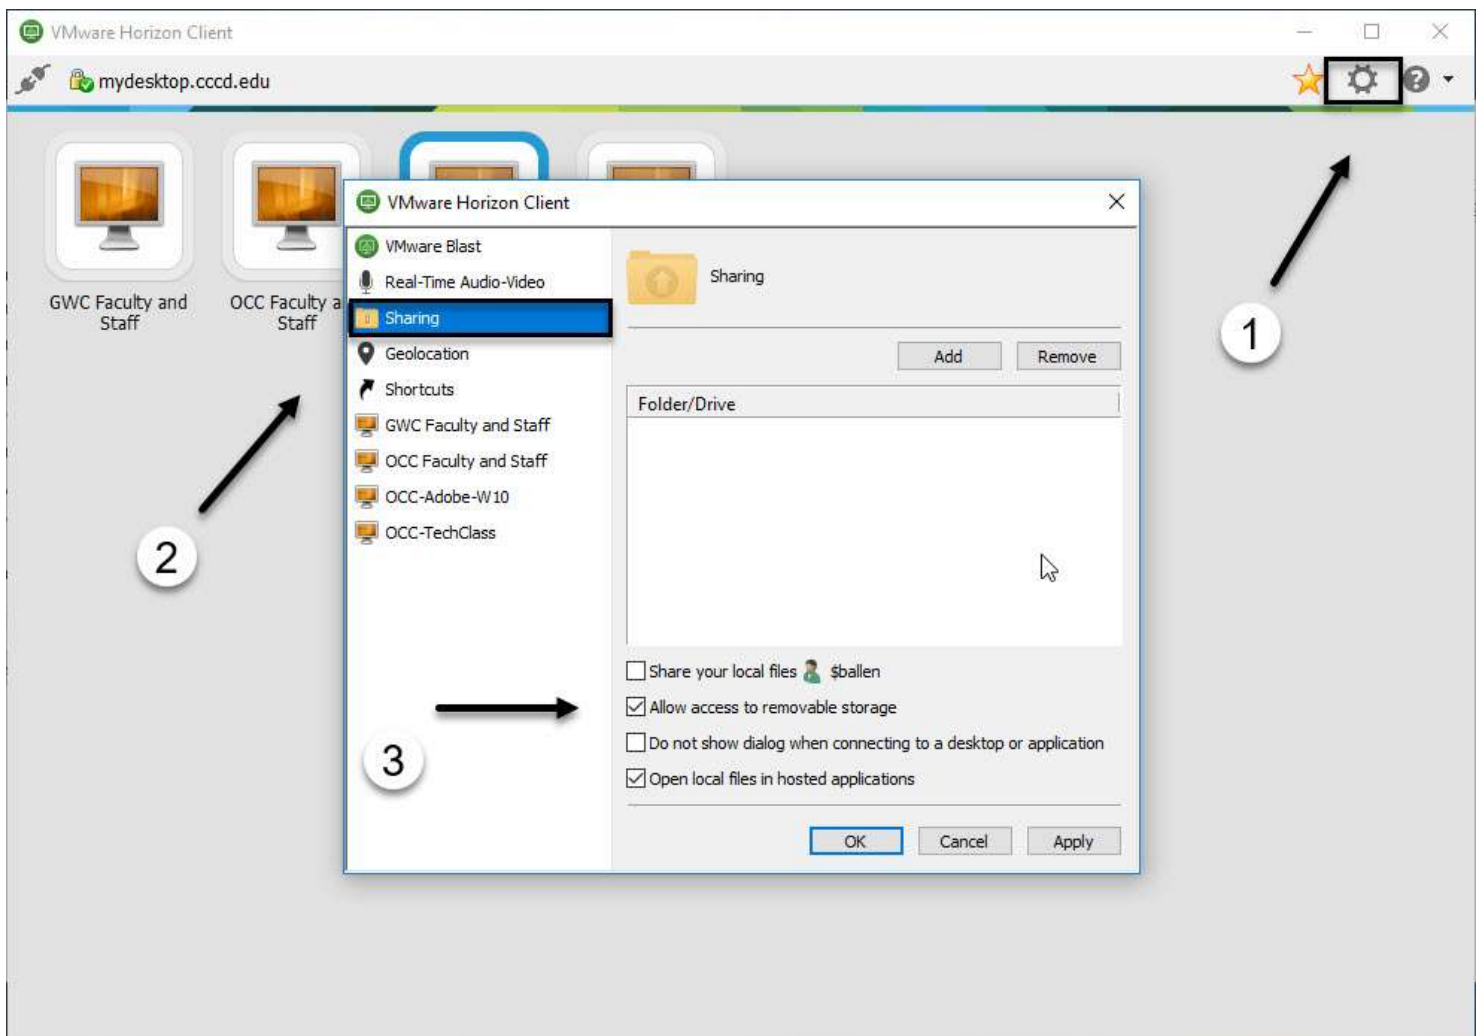 VMware Horizon Client
mydesktop.cccd.edu
GWC Faculty and
Staff
OCC Faculty a
Staff
VMware Horizon Client
VMware Blast
Real-Time Audio-Video
Sharing
Geolocation
Shortcuts
GWC Faculty and Staff
OCC Faculty and Staff
OCC-Adobe-W10
OCC-TechClass
Sharing
Add
Remove
Folder/Drive
Share your local files $ballen
Allow access to removable storage
Do not show dialog when connecting to a desktop or application
Open local files in hosted applications
OK
Cancel
Apply
1
2
3